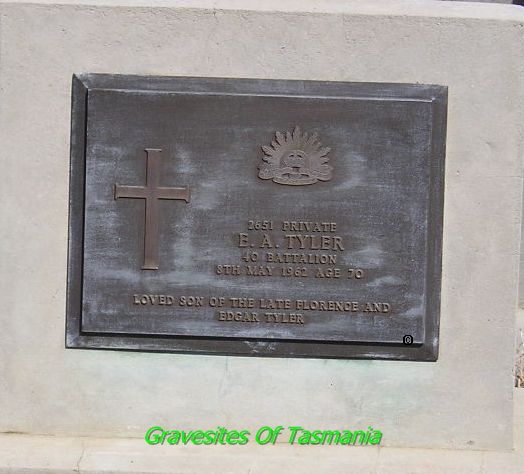 2651 PRIVATE
E. A. TYLER
40 BATTALION
8TH MAY 1962 AGE 70
LOVED SON OF THE LATE FLORENCE AND
EDGAR TYLER
Gravesites Of Tasmania